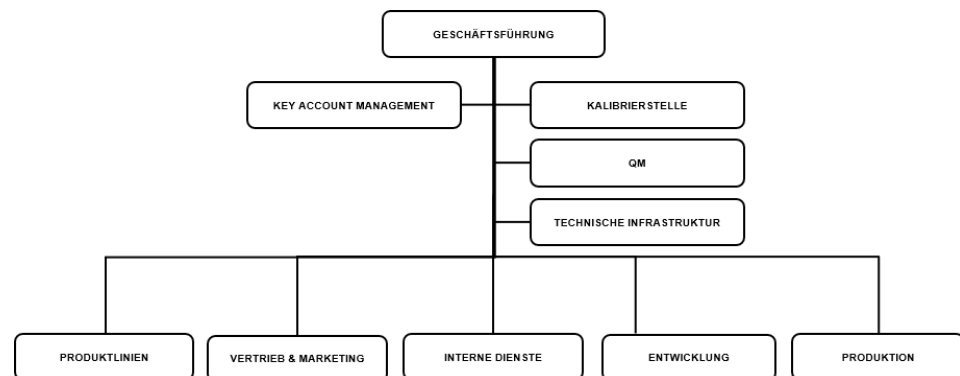 GESCHÄFTSFÜHRUNG
KEY ACCOUNT MANAGEMENT
KALIBRIERSTELLE
QM
TECHNISCHE INFRASTRUKTUR
PRODUKTLINIEN
VERTRIEB & MARKETING
INTERNE DIENSTE
ENTWICKLUNG
PRODUKTION